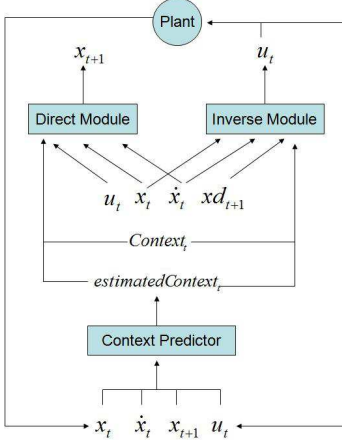 Plant
x_{t+1} u_t
Direct Module Inverse Module
u_t x_t ẋ_t xd_{t+1}
Context_t
estimatedContext_t
Context Predictor
x_t ẋ_t x_{t+1} u_t